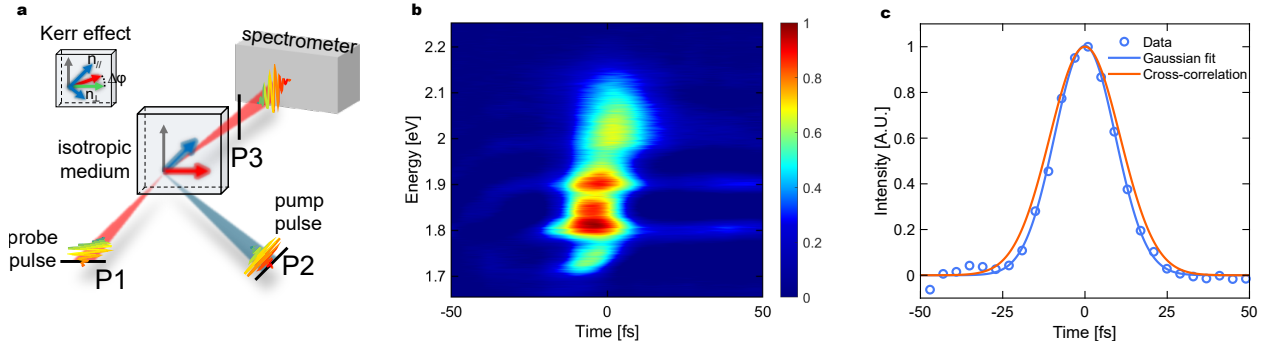 a
Kerr effect
n//
Δφ
n⊥
spectrometer
isotropic
medium
P3
pump
pulse
probe
pulse
P1
P2
b
Energy [eV]
2.2
2.1
2
1.9
1.8
1.7
-50
0
50
Time [fs]
1
0.8
0.6
0.4
0.2
0
c
Intensity [A.U.]
1
0.8
0.6
0.4
0.2
0
-50
-25
0
25
50
Time [fs]
Data
Gaussian fit
Cross-correlation